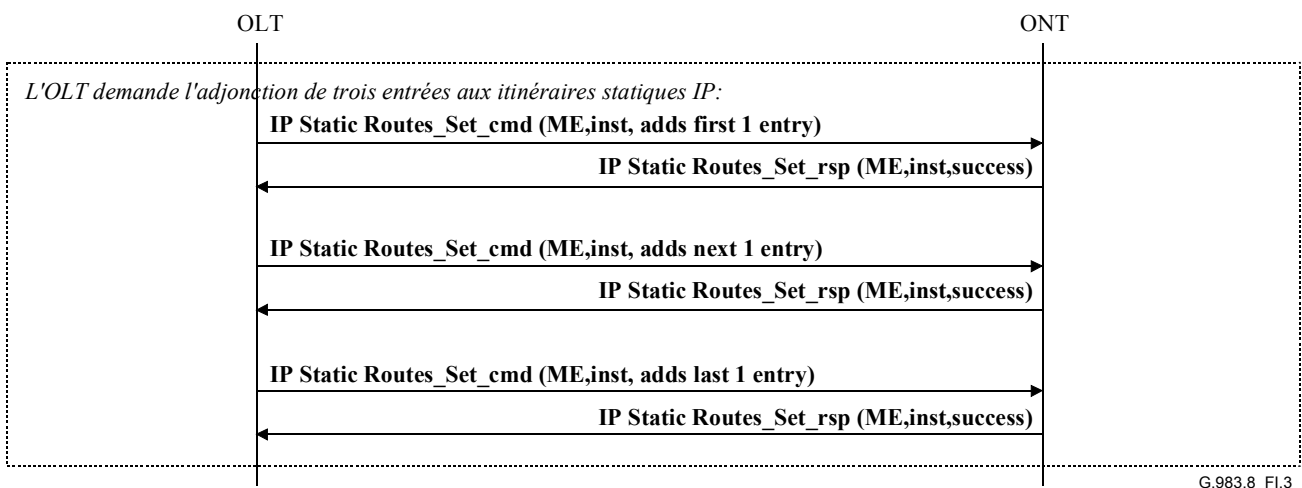 OLT ONT
L'OLT demande l'adjonction de trois entrées aux itinéraires statiques IP:
IP Static Routes_Set_cmd (ME,inst, adds first 1 entry)
IP Static Routes_Set_rsp (ME,inst,success)
IP Static Routes_Set_cmd (ME,inst, adds next 1 entry)
IP Static Routes_Set_rsp (ME,inst,success)
IP Static Routes_Set_cmd (ME,inst, adds last 1 entry)
IP Static Routes_Set_rsp (ME,inst,success)
G.983.8_FI.3